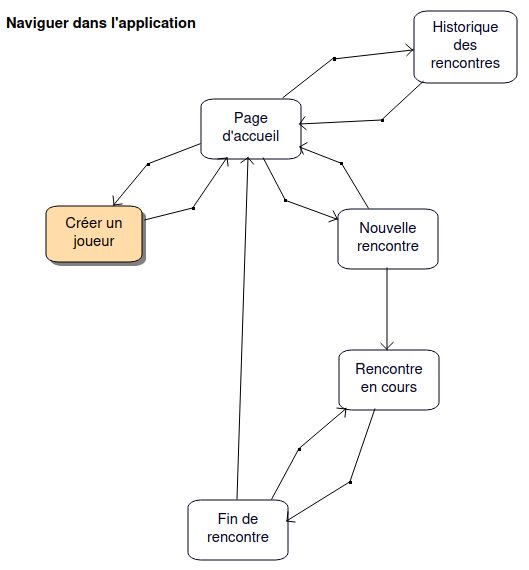 Naviguer dans l'application
Historique
des
rencontres
Page
d'accueil
Créer un
joueur
Nouvelle
rencontre
Rencontre
en cours
Fin de
rencontre